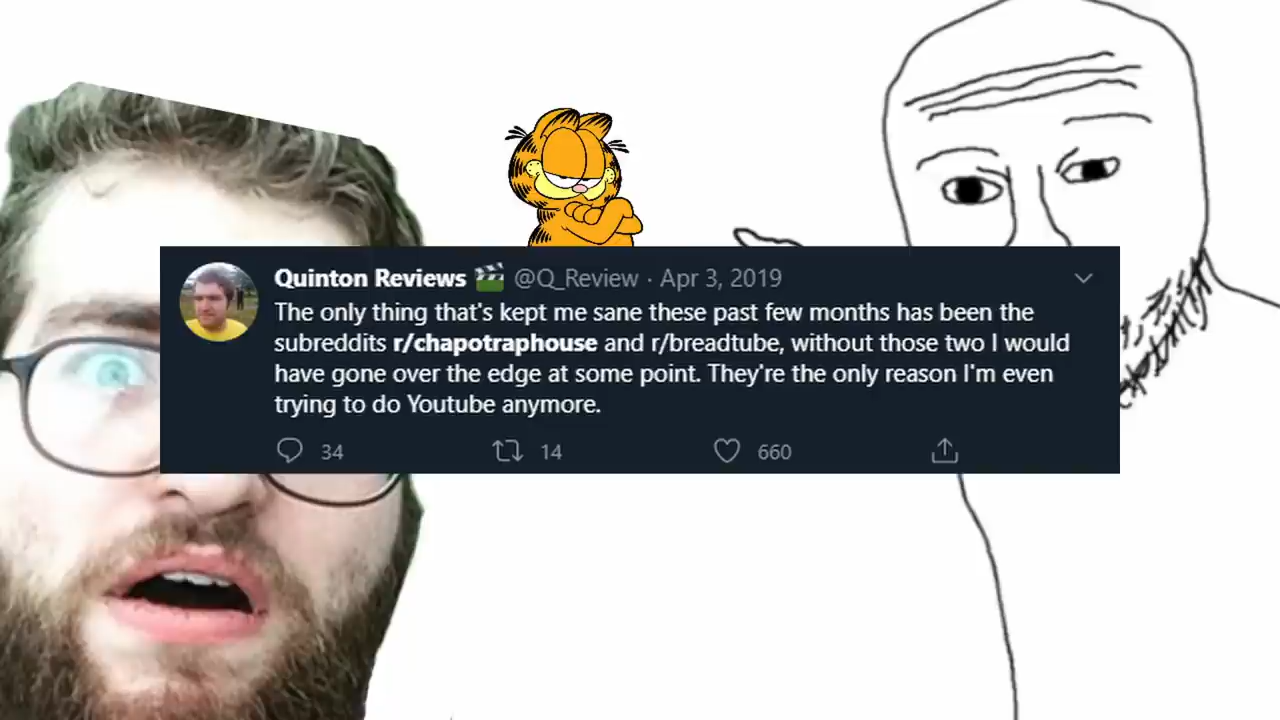 Quinton Reviews 🎬 @Q_Review · Apr 3, 2019
The only thing that's kept me sane these past few months has been the
subreddits r/chapotraphouse and r/breadtube, without those two I would
have gone over the edge at some point. They're the only reason I'm even
trying to do Youtube anymore.
34 14 660